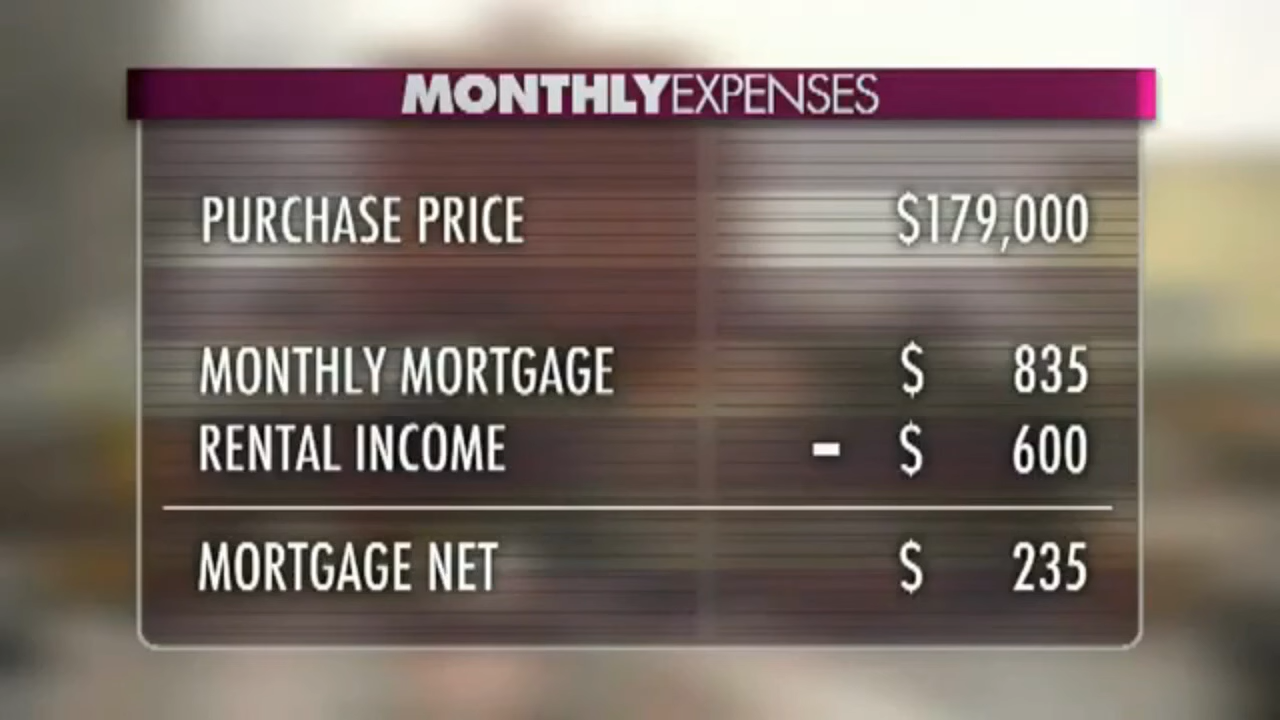 MONTHLYEXPENSES
PURCHASE PRICE $179,000
MONTHLY MORTGAGE $ 835
RENTAL INCOME - $ 600
MORTGAGE NET $ 235